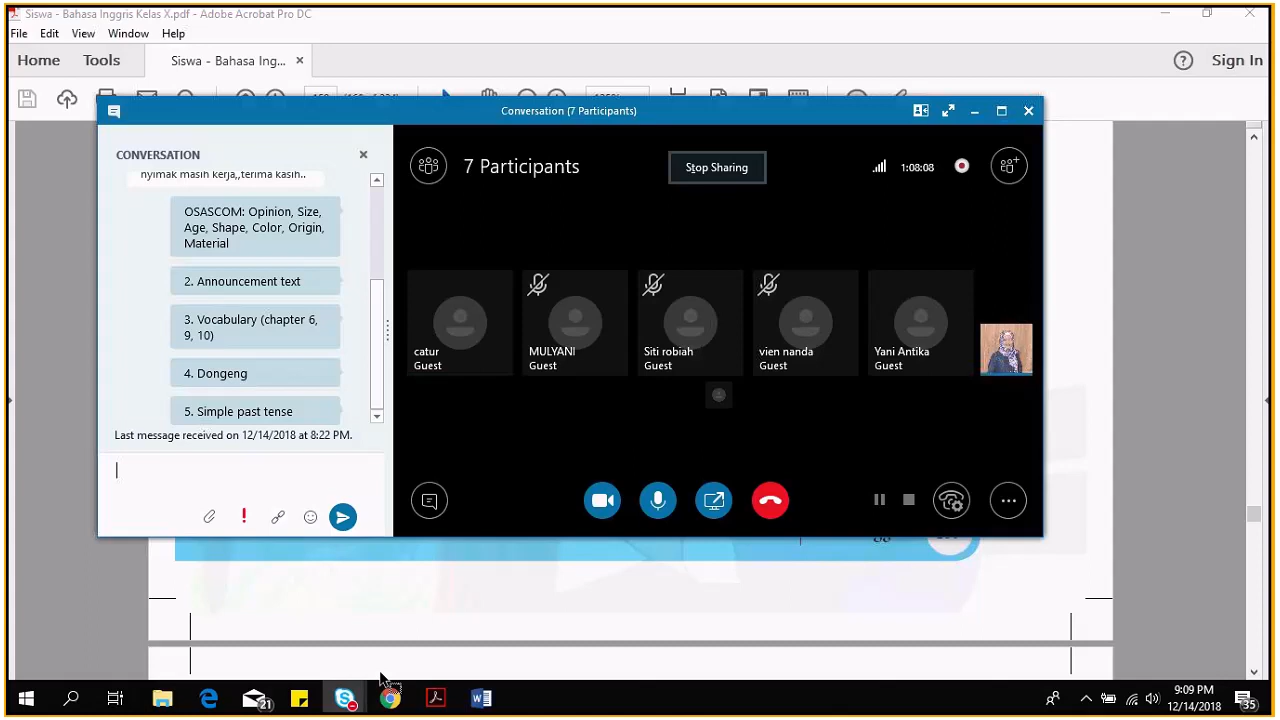 Siswa - Bahasa Inggris Kelas X.pdf - Adobe Acrobat Pro DC
File Edit View Window Help
Home Tools Siswa - Bahasa Ing... Sign In
Conversation (7 Participants)
CONVERSATION
7 Participants
Stop Sharing
1:08:08
nyimak masih kerja,,terima kasih..
OSASCOM: Opinion, Size,
Age, Shape, Color, Origin,
Material
2. Announcement text
3. Vocabulary (chapter 6,
9, 10)
4. Dongeng
5. Simple past tense
Last message received on 12/14/2018 at 8:22 PM.
catur
Guest
MULYANI
Guest
Siti robiah
Guest
vien nanda
Guest
Yani Antika
Guest
21
9:09 PM
12/14/2018
35